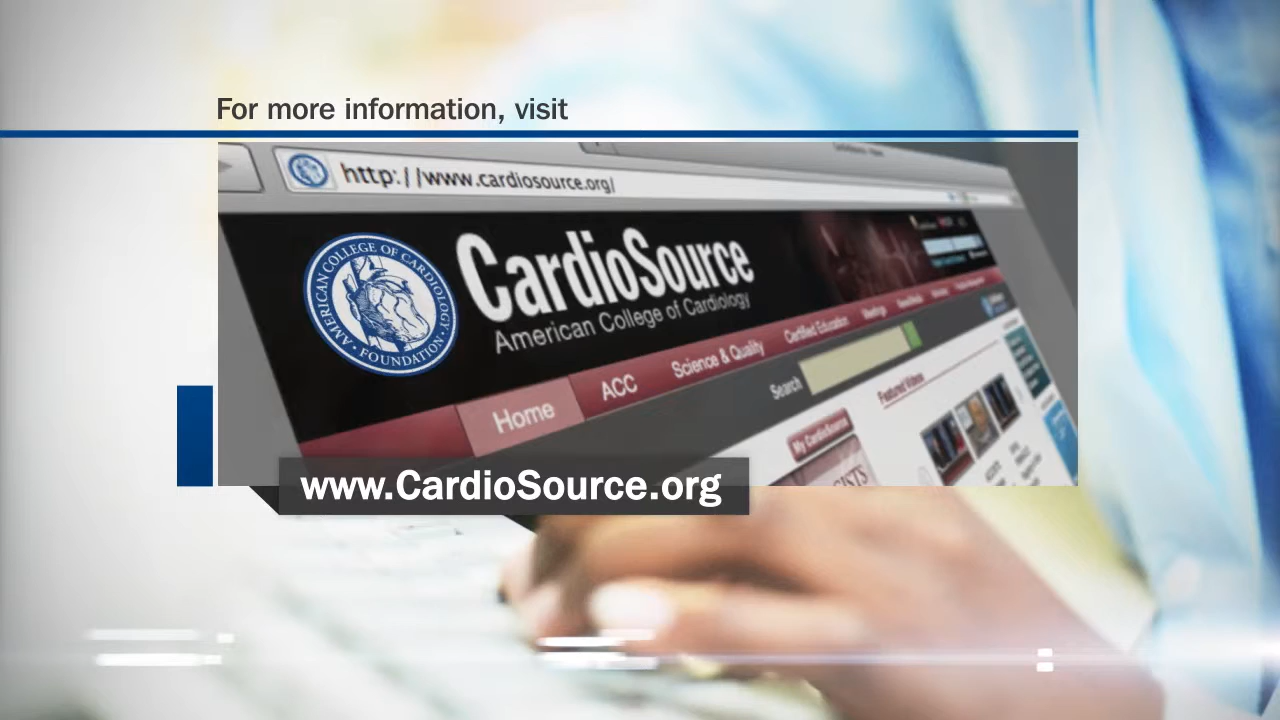 For more information, visit
http://www.cardiosource.org/
AMERICAN COLLEGE OF CARDIOLOGY
FOUNDATION
CardioSource
American College of Cardiology
Home
ACC
Science & Quality
Certified Education
Meetings
Search
Featured Videos
My CardioSource
www.CardioSource.org